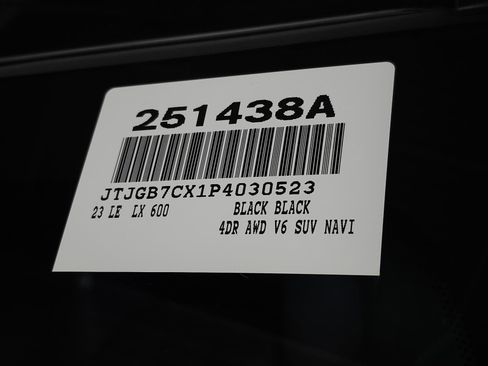 251438A
JTJGB7CX1P4030523
23 LE LX 600 BLACK BLACK
4DR AWD V6 SUV NAVI